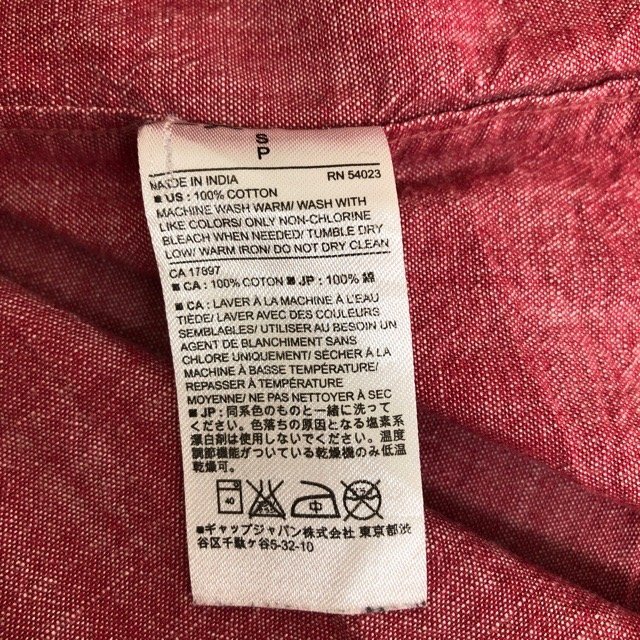 S
P
MADE IN INDIA RN 54023
■ US : 100% COTTON
MACHINE WASH WARM/ WASH WITH
LIKE COLORS/ ONLY NON-CHLORINE
BLEACH WHEN NEEDED/ TUMBLE DRY
LOW/ WARM IRON/ DO NOT DRY CLEAN
CA 17897
■ CA : 100% COTON ■ JP : 100% 綿
■ CA : LAVER À LA MACHINE À L'EAU
TIÈDE/ LAVER AVEC DES COULEURS
SEMBLABLES/ UTILISER AU BESOIN UN
AGENT DE BLANCHIMENT SANS
CHLORE UNIQUEMENT/ SÉCHER À LA
MACHINE À BASSE TEMPÉRATURE/
REPASSER À TEMPÉRATURE
MOYENNE/ NE PAS NETTOYER À SEC
■ JP : 同系色のものと一緒に洗って
ください。色落ちの原因となる塩素系
漂白剤は使用しないでください。温度
調節機能がついている乾燥機のみ低温
乾燥可。
40 中
■ギャップジャパン株式会社 東京都渋
谷区千駄ヶ谷5-32-10